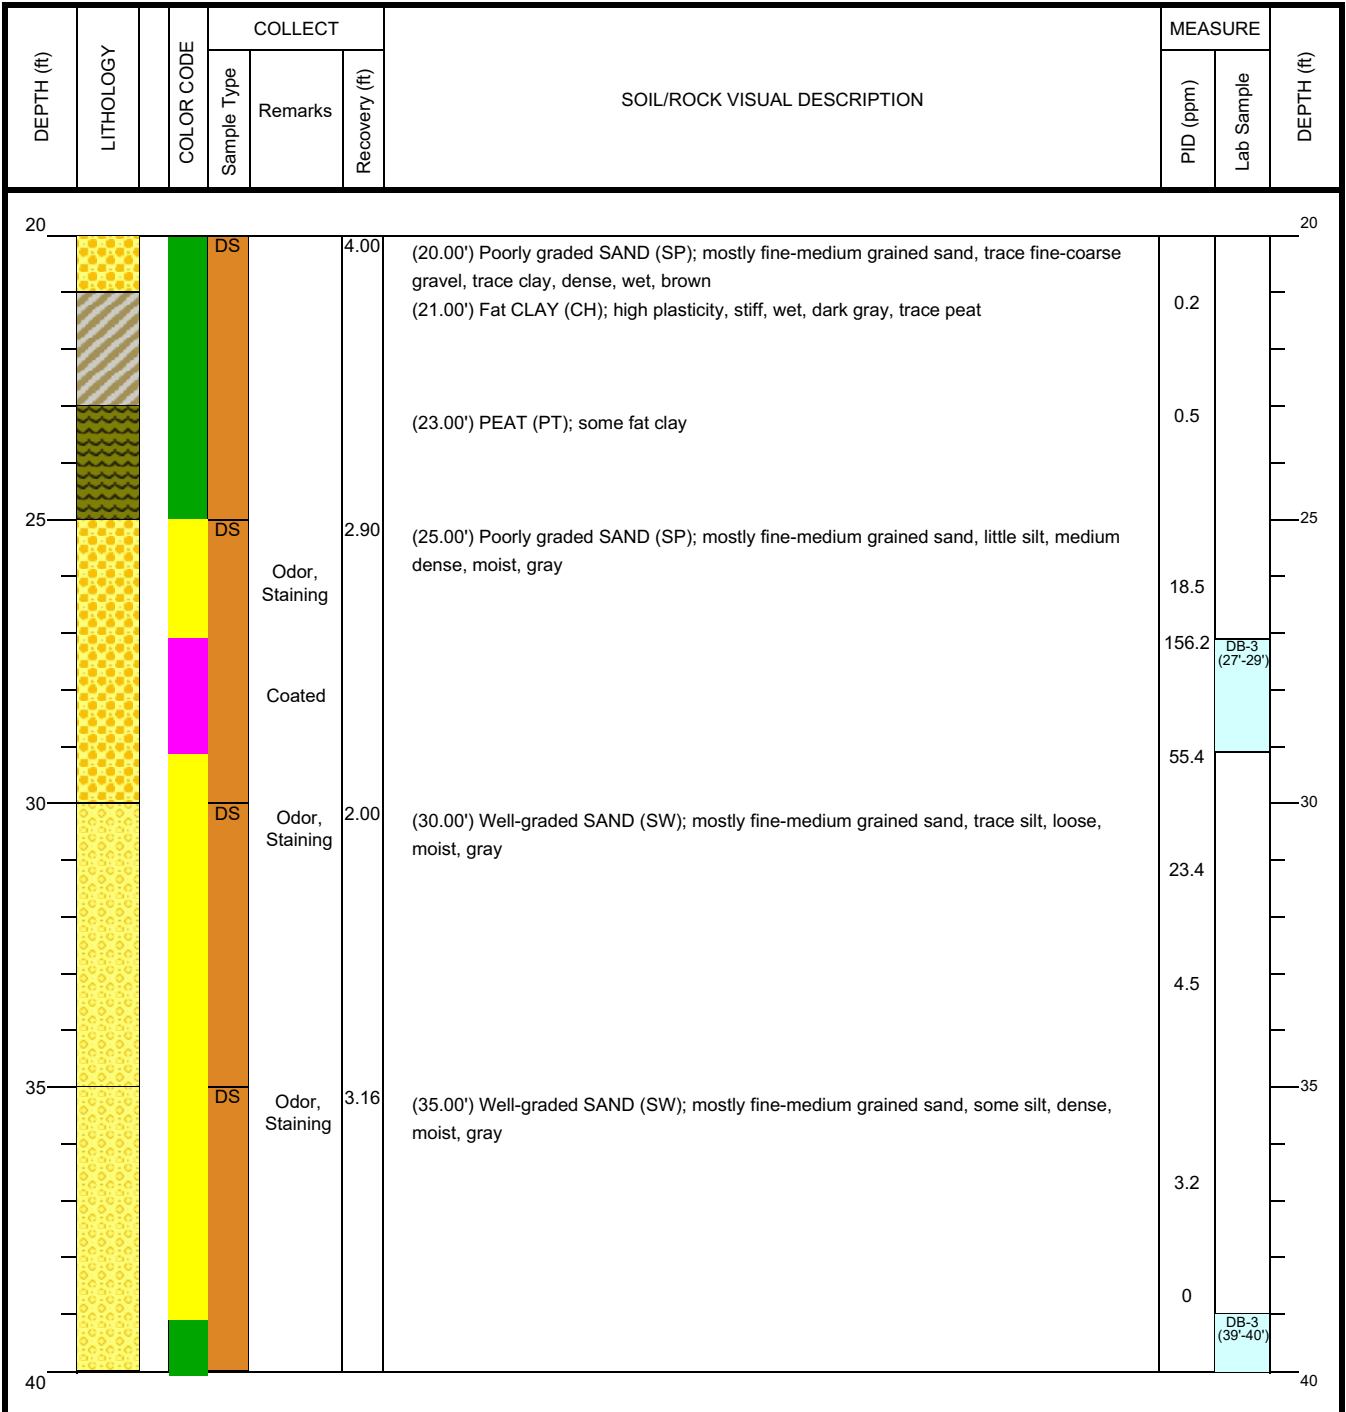 COLLECT
MEASURE
DEPTH (ft)
LITHOLOGY
COLOR CODE
Sample Type
Remarks
Recovery (ft)
SOIL/ROCK VISUAL DESCRIPTION
PID (ppm)
Lab Sample
DEPTH (ft)
20
20
DS
4.00
(20.00') Poorly graded SAND (SP); mostly fine-medium grained sand, trace fine-coarse
gravel, trace clay, dense, wet, brown
(21.00') Fat CLAY (CH); high plasticity, stiff, wet, dark gray, trace peat
0.2
(23.00') PEAT (PT); some fat clay
0.5
25
25
DS
2.90
(25.00') Poorly graded SAND (SP); mostly fine-medium grained sand, little silt, medium
dense, moist, gray
Odor,
Staining
18.5
156.2
DB-3
(27'-29')
Coated
55.4
30
30
DS
Odor,
Staining
2.00
(30.00') Well-graded SAND (SW); mostly fine-medium grained sand, trace silt, loose,
moist, gray
23.4
4.5
35
35
DS
Odor,
Staining
3.16
(35.00') Well-graded SAND (SW); mostly fine-medium grained sand, some silt, dense,
moist, gray
3.2
0
DB-3
(39'-40')
40
40